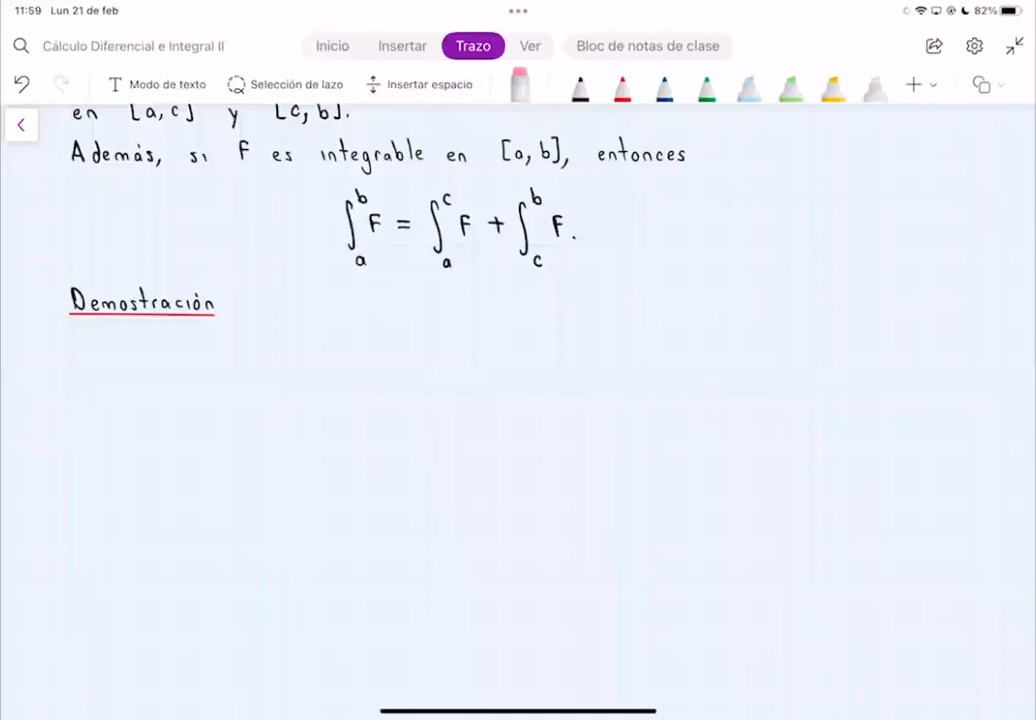 11:59 Lun 21 de feb 82%
Cálculo Diferencial e Integral II Inicio Insertar Trazo Ver Bloc de notas de clase
Modo de texto Selección de lazo Insertar espacio
en [a, c] y [c, b].
Además, si f es integrable en [a, b], entonces
∫_a^b f = ∫_a^c f + ∫_c^b f.
Demostración